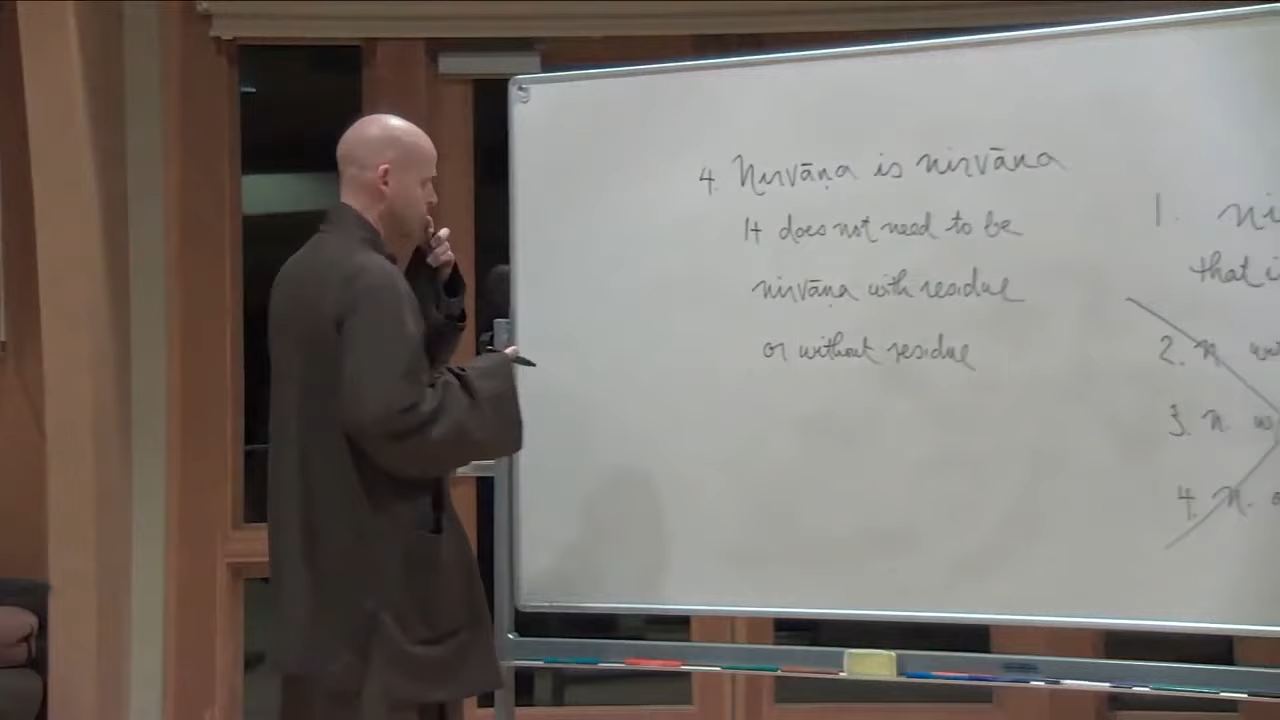 4. Nirvāṇa is nirvāṇa
It does not need to be
nirvāṇa with residue
or without residue
1. ni
that i
2. n
3. n. w
4. n.